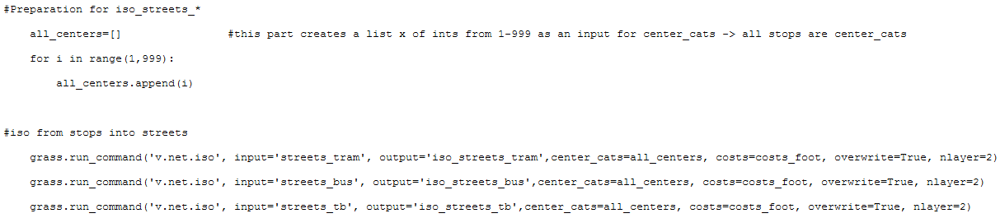 #Preparation for iso_streets_*
all_centers=[] #this part creates a list x of ints from 1-999 as an input for center_cats -> all stops are center_cats
for i in range(1,999):
all_centers.append(i)
#iso from stops into streets
grass.run_command('v.net.iso', input='streets_tram', output='iso_streets_tram',center_cats=all_centers, costs=costs_foot, overwrite=True, nlayer=2)
grass.run_command('v.net.iso', input='streets_bus', output='iso_streets_bus',center_cats=all_centers, costs=costs_foot, overwrite=True, nlayer=2)
grass.run_command('v.net.iso', input='streets_tb', output='iso_streets_tb',center_cats=all_centers, costs=costs_foot, overwrite=True, nlayer=2)